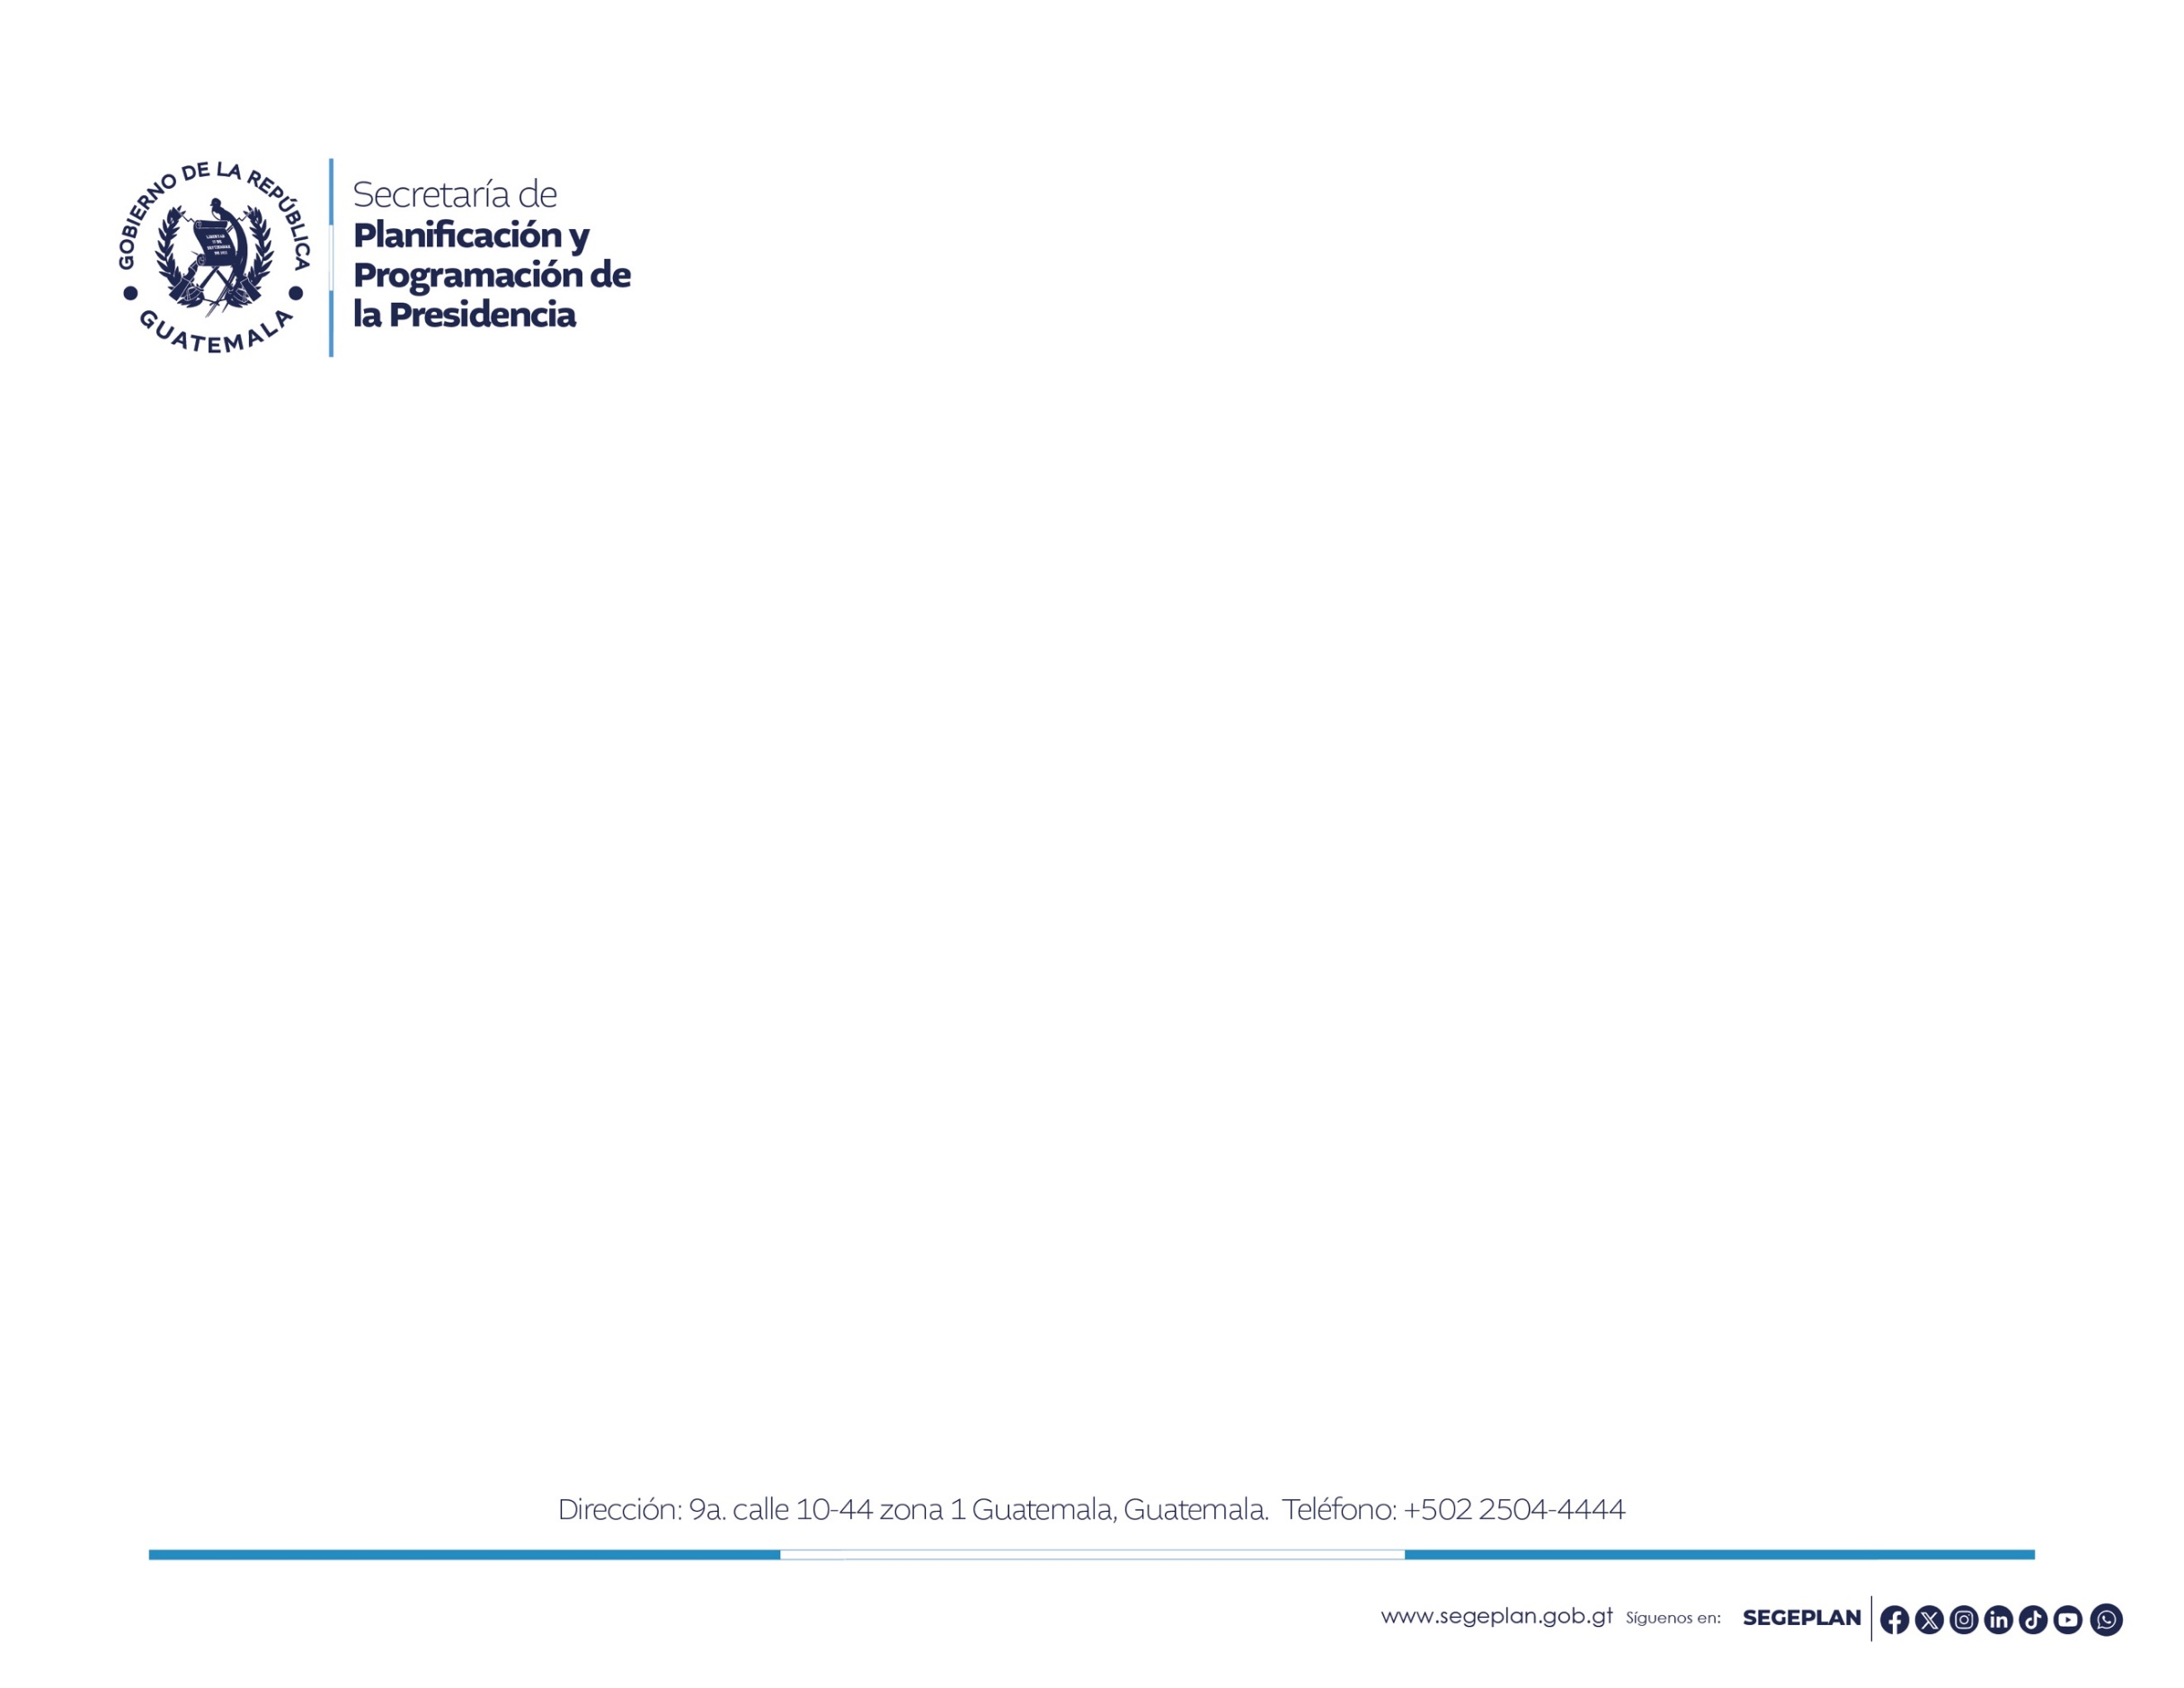 GOBIERNO DE LA REPÚBLICA
GUATEMALA
Secretaría de
Planificación y
Programación de
la Presidencia
Dirección: 9a. calle 10-44 zona 1 Guatemala, Guatemala. Teléfono: +502 2504-4444
www.segeplan.gob.gt Síguenos en: SEGEPLAN